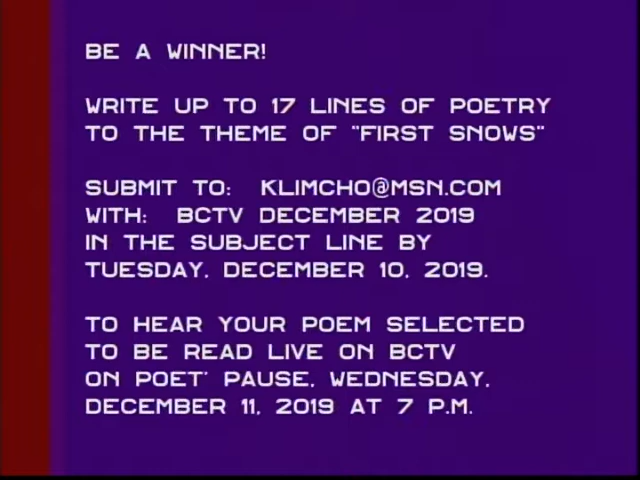 BE A WINNER!
WRITE UP TO 17 LINES OF POETRY
TO THE THEME OF "FIRST SNOWS"
SUBMIT TO: KLIMCHO@MSN.COM
WITH: BCTV DECEMBER 2019
IN THE SUBJECT LINE BY
TUESDAY, DECEMBER 10, 2019.
TO HEAR YOUR POEM SELECTED
TO BE READ LIVE ON BCTV
ON POET' PAUSE, WEDNESDAY,
DECEMBER 11, 2019 AT 7 P.M.